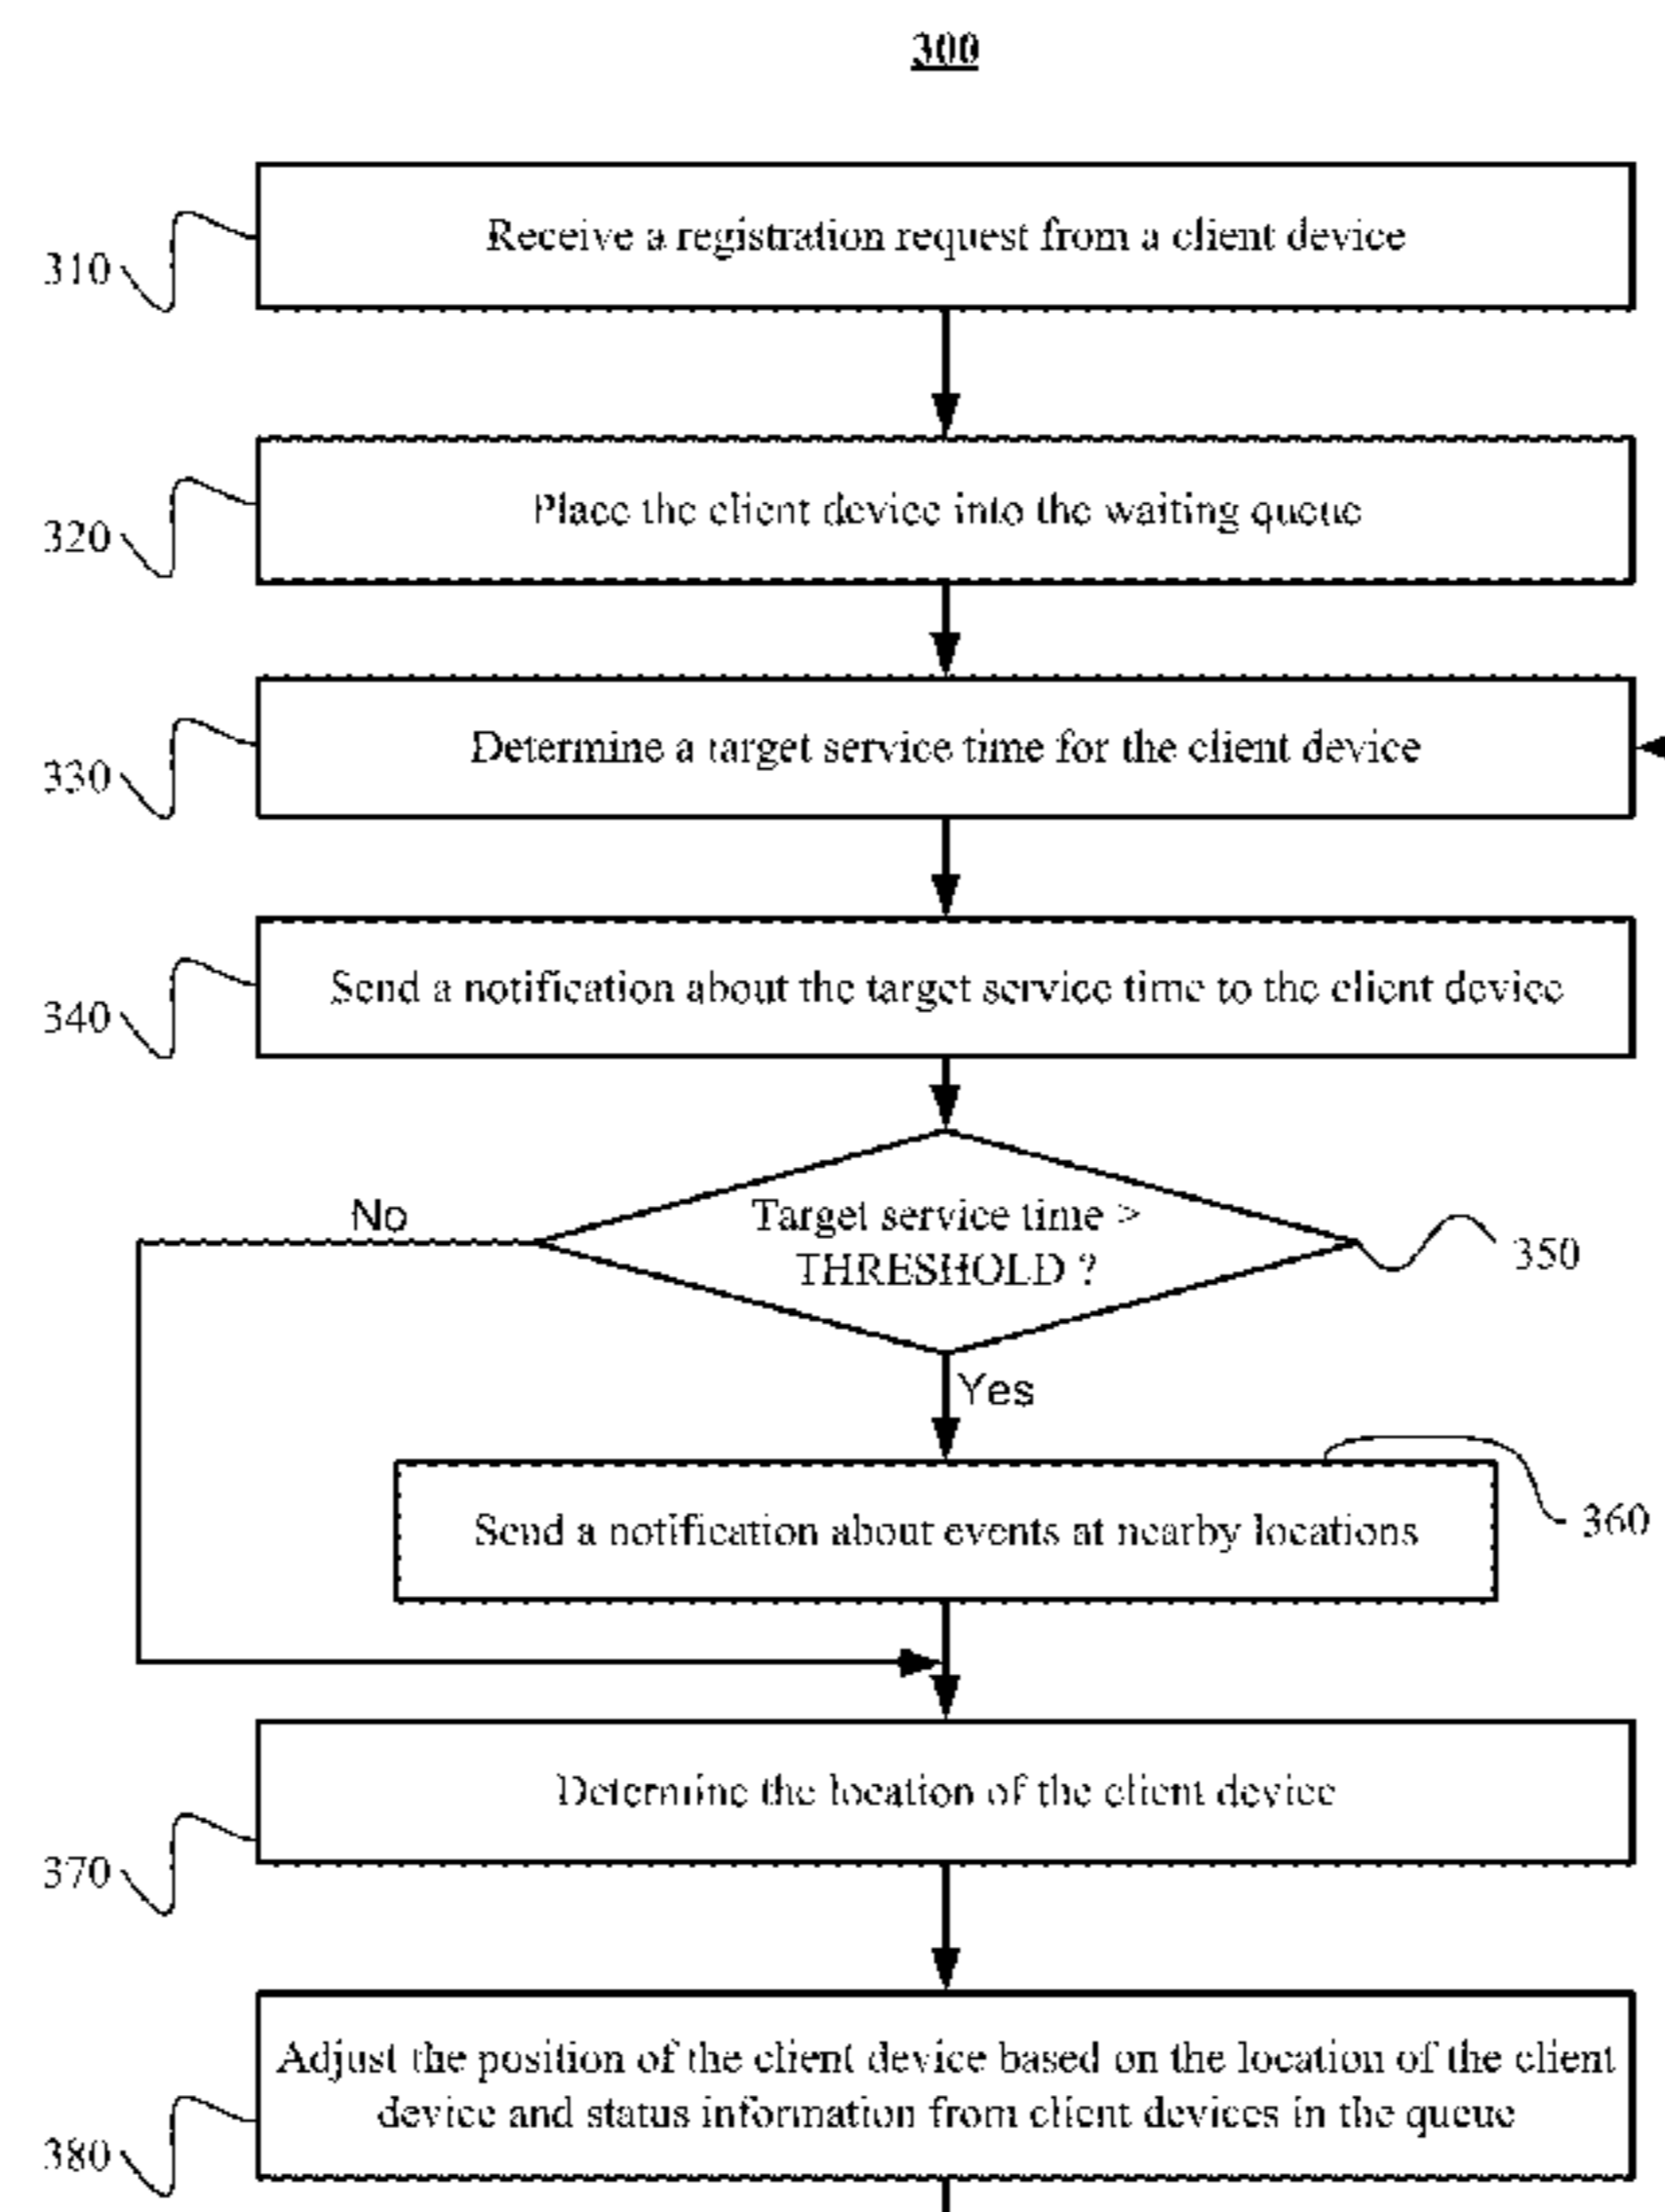 300
Receive a registration request from a client device
310
Place the client device into the waiting queue
320
Determine a target service time for the client device
330
Send a notification about the target service time to the client device
340
No
Target service time >
THRESHOLD ?
350
Yes
Send a notification about events at nearby locations
360
Determine the location of the client device
370
Adjust the position of the client device based on the location of the client
device and status information from client devices in the queue
380